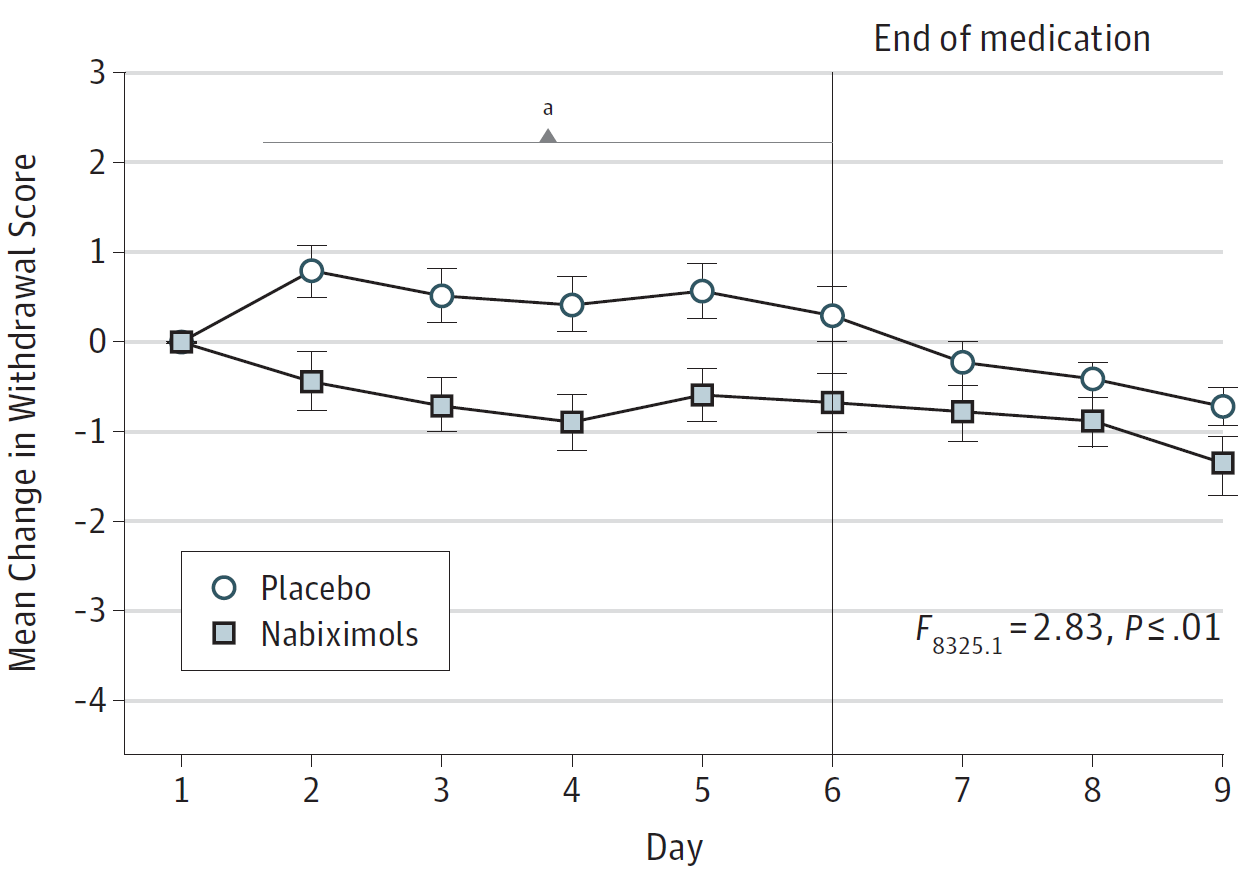 End of medication
3
a
2
1
0
-1
-2
-3
-4
Mean Change in Withdrawal Score
Placebo
Nabiximols
F8325.1 = 2.83, P ≤ .01
1 2 3 4 5 6 7 8 9
Day